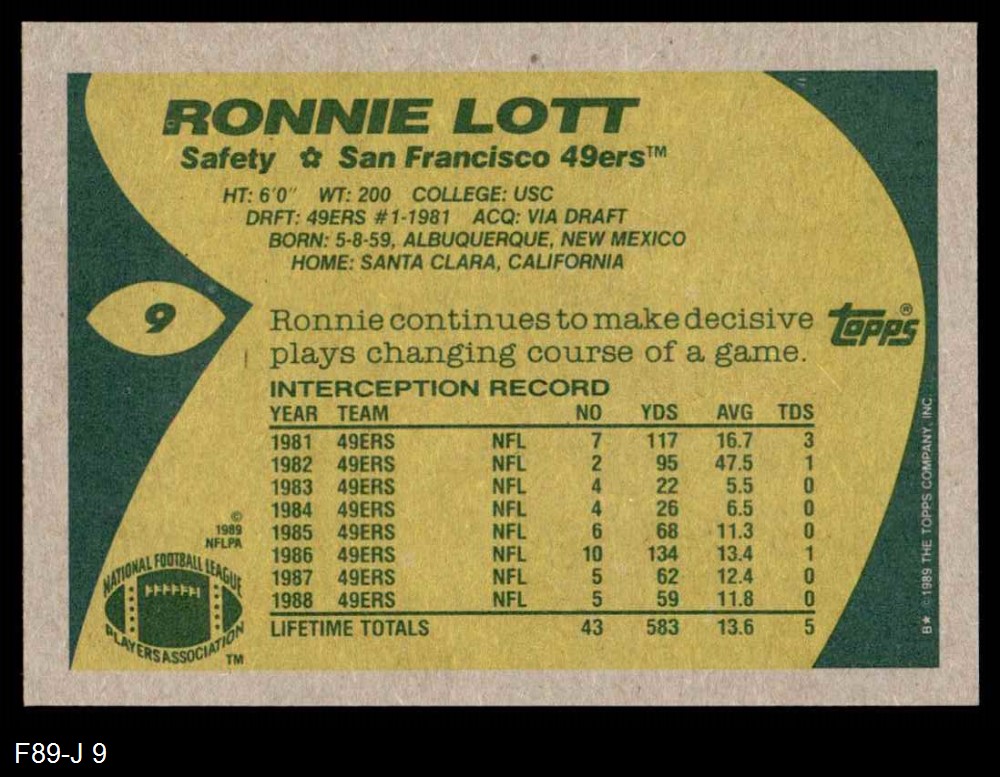 RONNIE LOTT
Safety ✩ San Francisco 49ers™
HT: 6'0" WT: 200 COLLEGE: USC
DRFT: 49ERS #1-1981 ACQ: VIA DRAFT
BORN: 5-8-59, ALBUQUERQUE, NEW MEXICO
HOME: SANTA CLARA, CALIFORNIA
9
Ronnie continues to make decisive
plays changing course of a game.
topps®
INTERCEPTION RECORD
YEAR TEAM NO YDS AVG TDS
1981 49ERS NFL 7 117 16.7 3
1982 49ERS NFL 2 95 47.5 1
1983 49ERS NFL 4 22 5.5 0
1984 49ERS NFL 4 26 6.5 0
1985 49ERS NFL 6 68 11.3 0
1986 49ERS NFL 10 134 13.4 1
1987 49ERS NFL 5 62 12.4 0
1988 49ERS NFL 5 59 11.8 0
LIFETIME TOTALS 43 583 13.6 5
©
1989
NFLPA
NATIONAL FOOTBALL LEAGUE
PLAYERS ASSOCIATION
TM
B★ © 1989 THE TOPPS COMPANY, INC.
F89-J 9